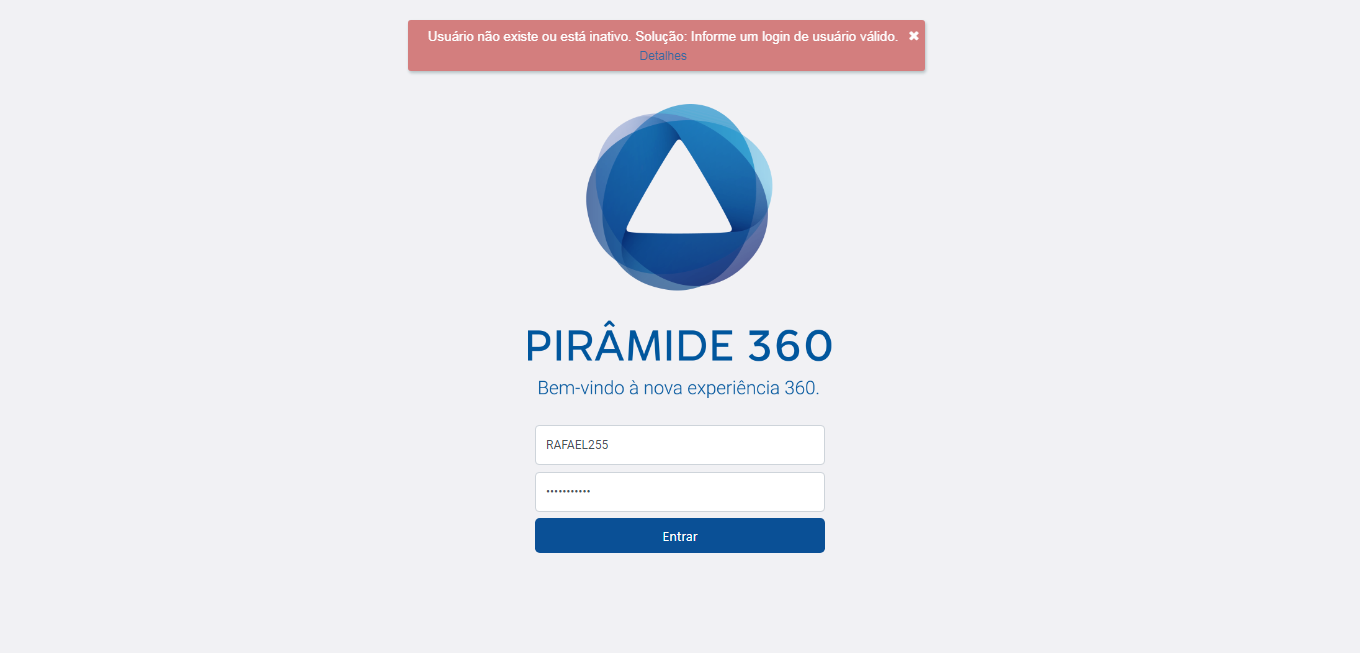 Usuário não existe ou está inativo. Solução: Informe um login de usuário válido. ✖
Detalhes
PIRÂMIDE 360
Bem-vindo à nova experiência 360.
RAFAEL255
•••••••••••
Entrar